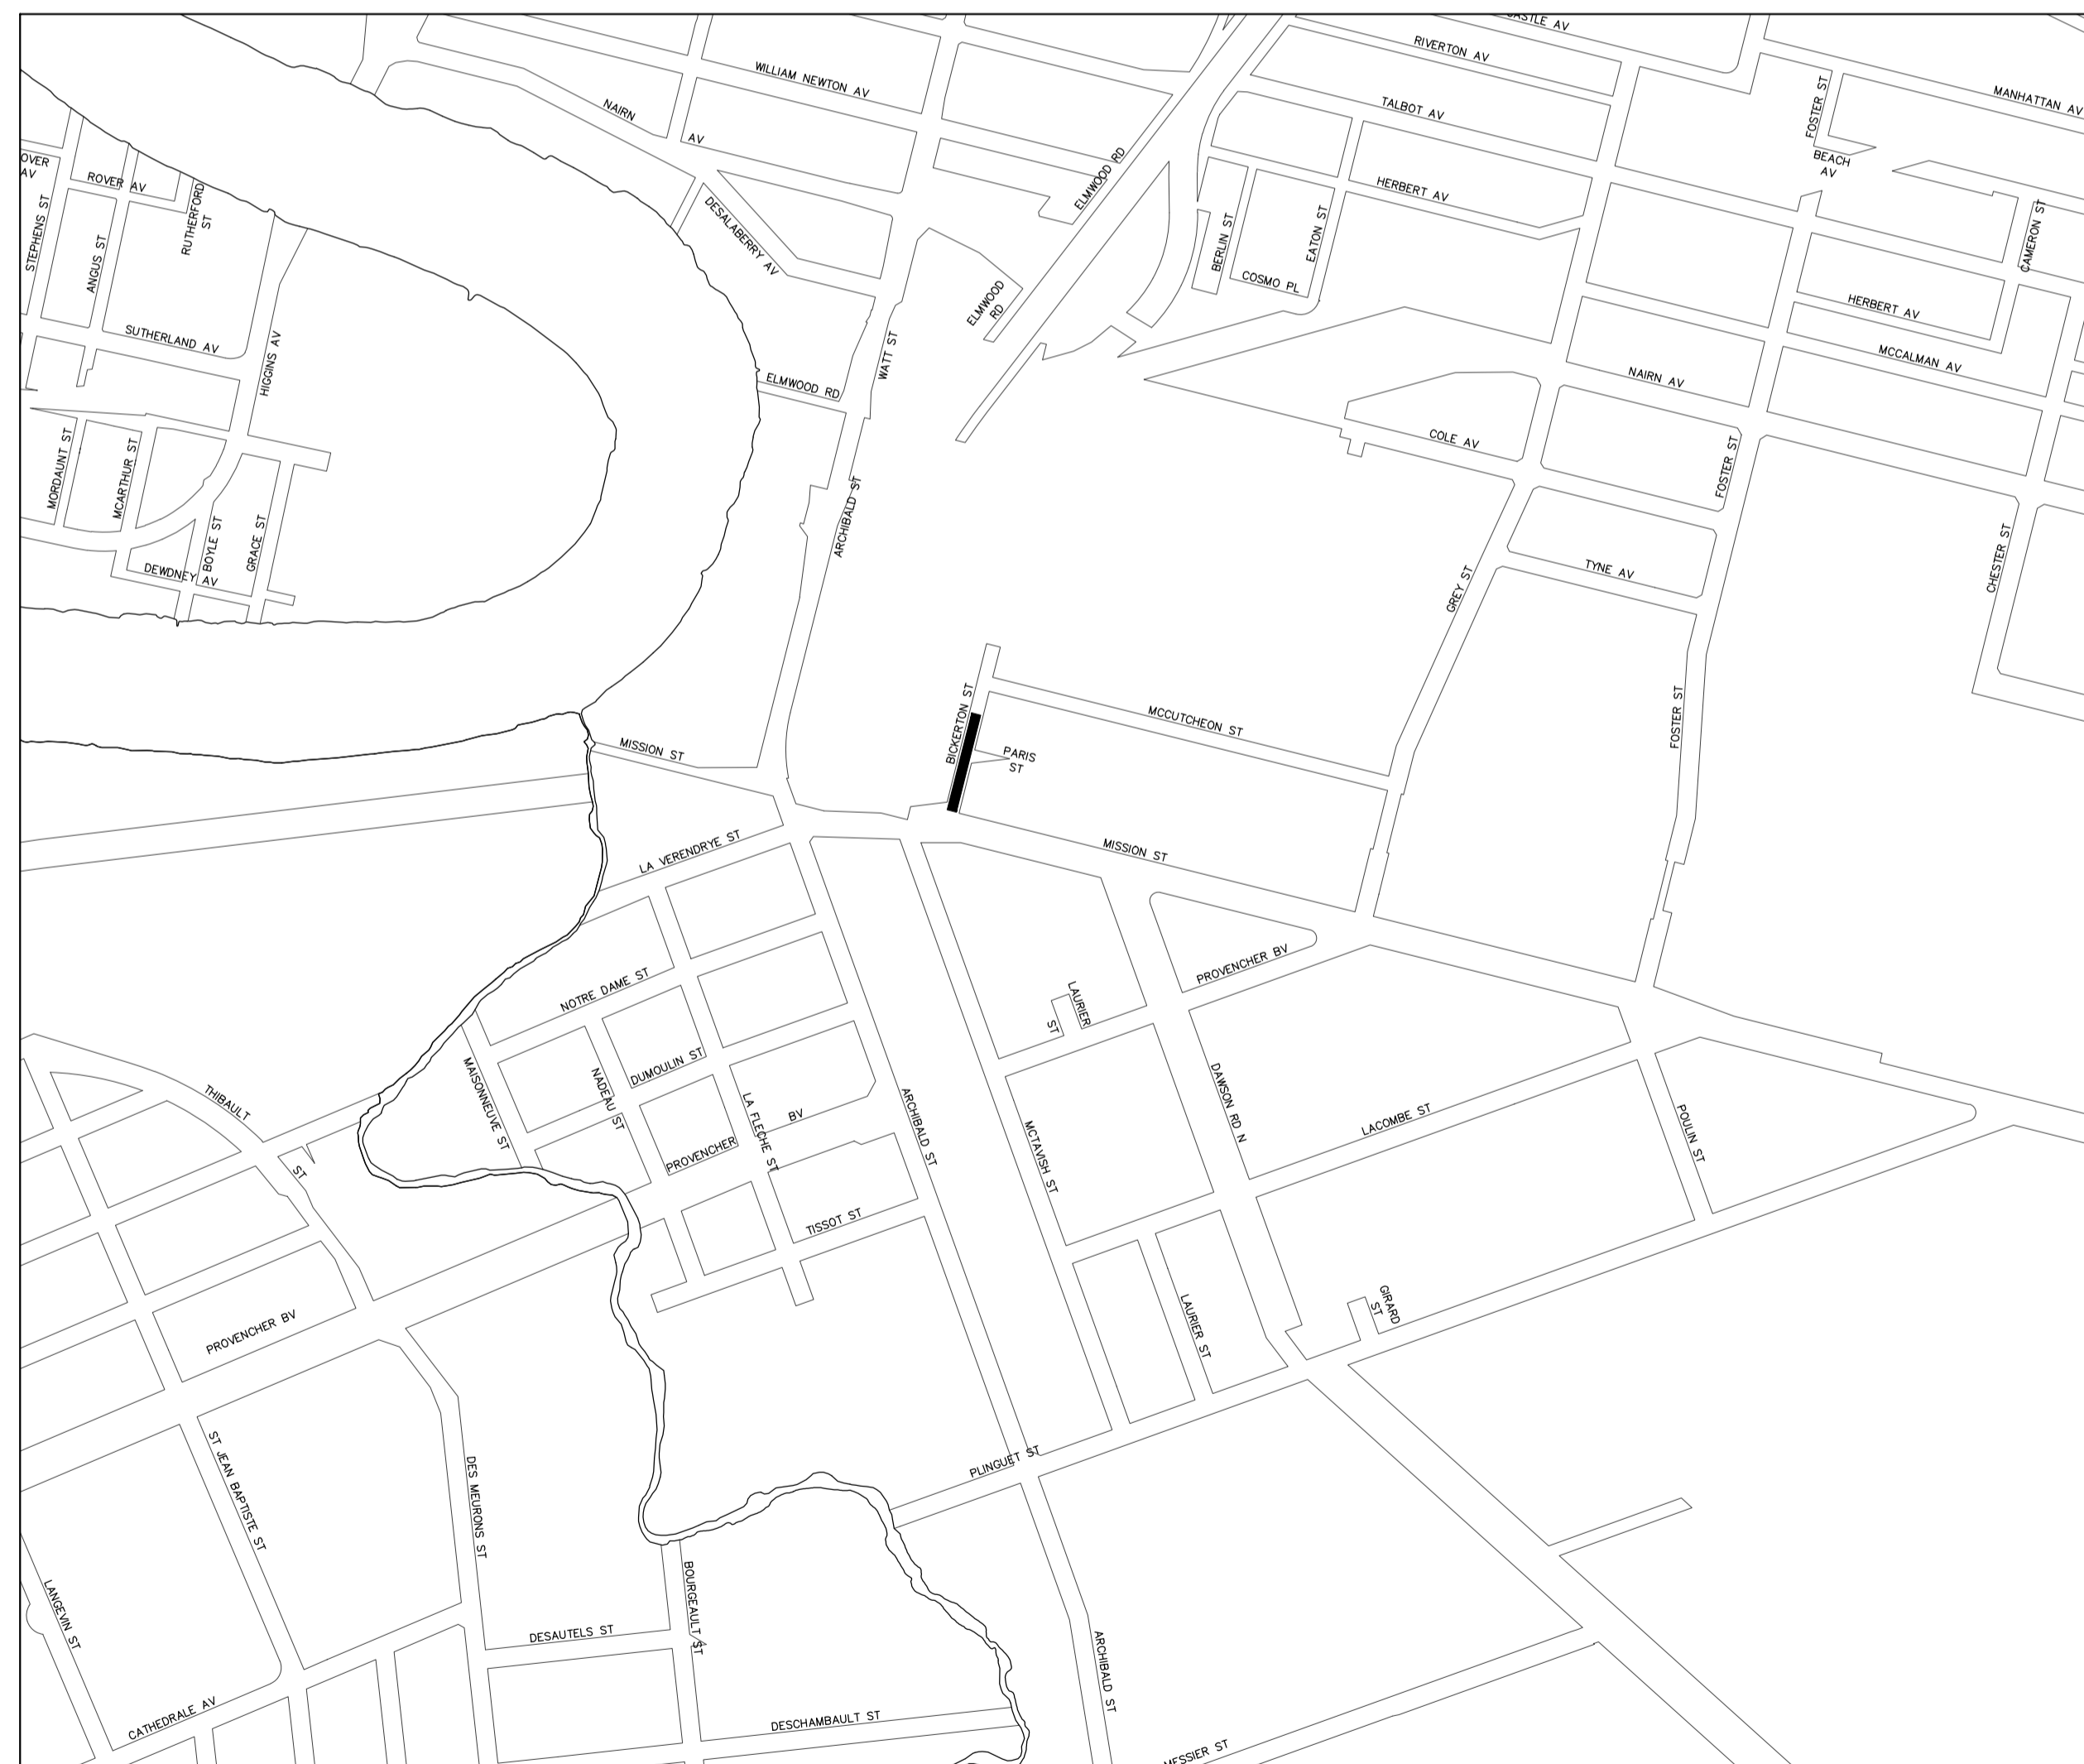 CASTLE AV
RIVERTON AV
WILLIAM NEWTON AV
MANHATTAN AV
FOSTER ST
TALBOT AV
NAIRN
AV
BEACH
AV
OVER
AV
ROVER AV
RUTHERFORD
ST
ELMWOOD RD
HERBERT AV
STEPHENS ST
ANGUS ST
DESALABERRY AV
BERLIN ST
EATON ST
CAMERON ST
COSMO PL
ELMWOOD
RD
HERBERT AV
SUTHERLAND AV
HIGGINS AV
WATT ST
MCCALMAN AV
NAIRN AV
ELMWOOD RD
COLE AV
MORDAUNT ST
MCARTHUR ST
FOSTER ST
ARCHIBALD ST
BOYLE ST
GRACE ST
DEWDNEY AV
TYNE AV
GREY ST
CHESTER ST
BICKERTON ST
MCCUTCHEON ST
FOSTER ST
MISSION ST
PARIS
ST
LA VERENDRYE ST
MISSION ST
PROVENCHER BV
NOTRE DAME ST
LAURIER
ST
DUMOULIN ST
MAISONNEUVE ST
NADEAU ST
THIBAULT
ST
LA FLECHE ST
PROVENCHER
BV
ARCHIBALD ST
MCTAVISH ST
DAWSON RD N
LACOMBE ST
POULIN ST
TISSOT ST
PROVENCHER BV
LAURIER ST
GIRARD
ST
PLINGUET ST
ST JEAN BAPTISTE ST
DES MEURONS ST
LANGEVIN ST
BOURGEAULT ST
DESAUTELS ST
ARCHIBALD ST
CATHEDRALE AV
DESCHAMBAULT ST
MESSIER ST